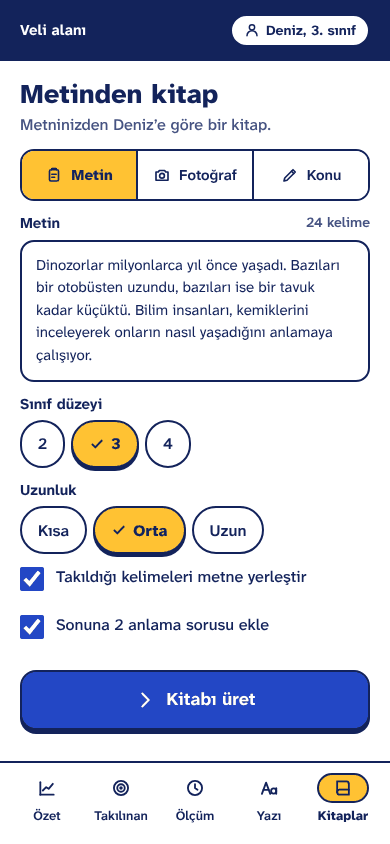 Veli alanı
Deniz, 3. sınıf
Metinden kitap
Metninizden Deniz’e göre bir kitap.
Metin
Fotoğraf
Konu
Metin
24 kelime
Dinozorlar milyonlarca yıl önce yaşadı. Bazıları
bir otobüsten uzundu, bazıları ise bir tavuk
kadar küçüktü. Bilim insanları, kemiklerini
inceleyerek onların nasıl yaşadığını anlamaya
çalışıyor.
Sınıf düzeyi
2
3
4
Uzunluk
Kısa
Orta
Uzun
Takıldığı kelimeleri metne yerleştir
Sonuna 2 anlama sorusu ekle
Kitabı üret
Özet
Takılınan
Ölçüm
Yazı
Kitaplar